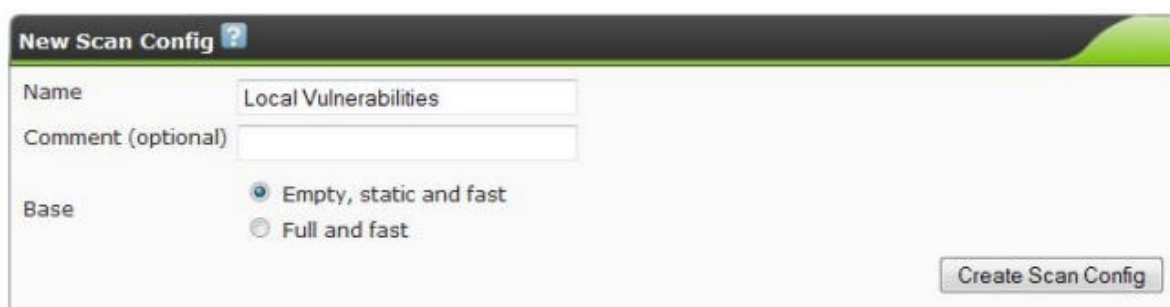 New Scan Config ?
Name Local Vulnerabilities
Comment (optional)
Base
Empty, static and fast
Full and fast
Create Scan Config